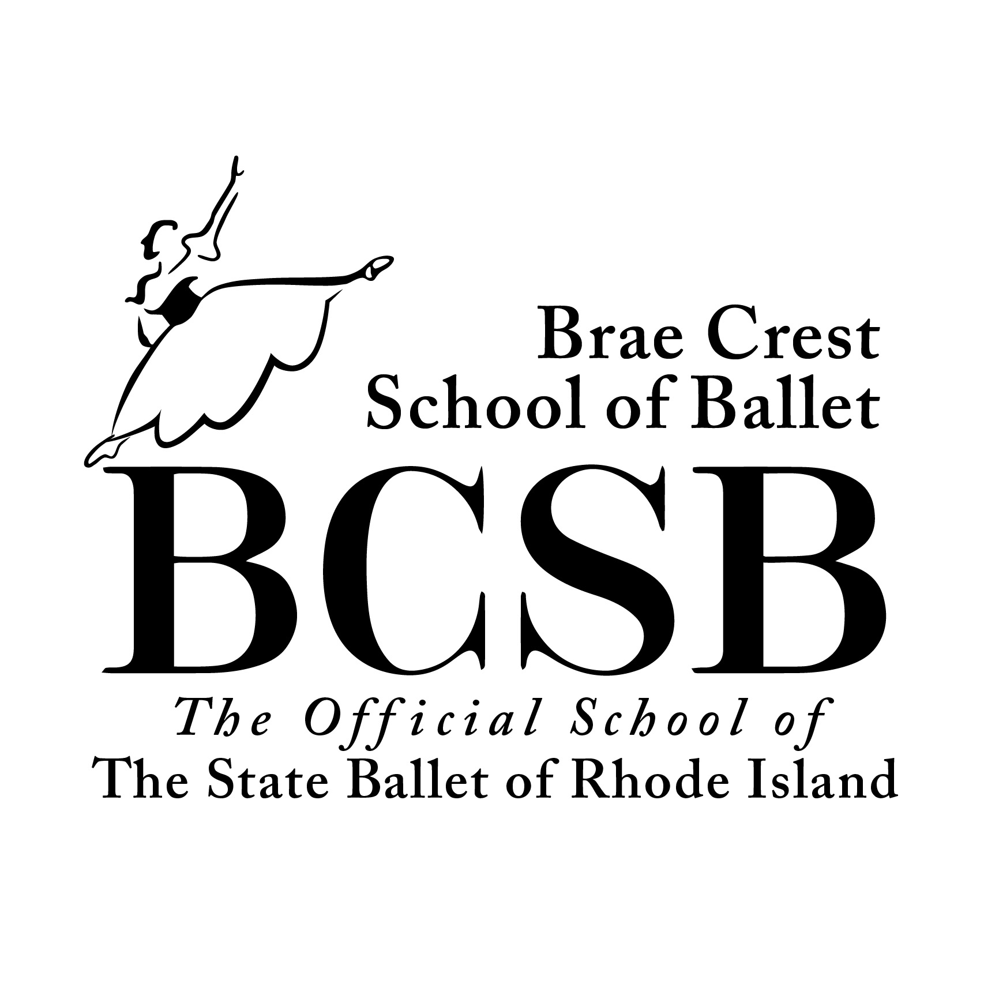 Brae Crest
School of Ballet
BCSB
The Official School of
The State Ballet of Rhode Island